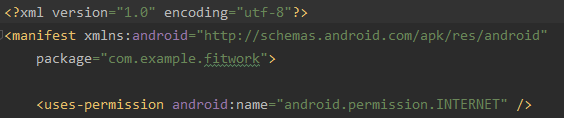 <?xml version="1.0" encoding="utf-8"?>
<manifest xmlns:android="http://schemas.android.com/apk/res/android"
    package="com.example.fitwork">
    <uses-permission android:name="android.permission.INTERNET" />